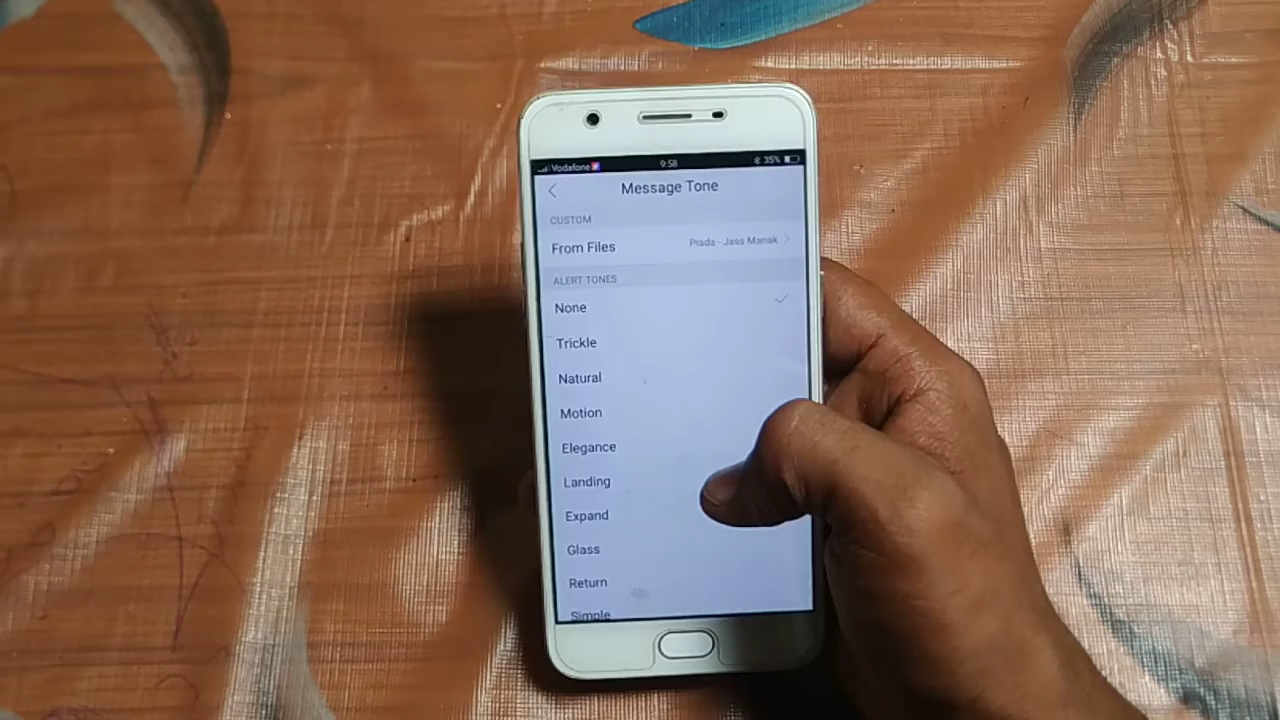 Vodafone 9:58 35%
Message Tone
CUSTOM
From Files Prada - Jass Manak
ALERT TONES
None
Trickle
Natural
Motion
Elegance
Landing
Expand
Glass
Return
Simple